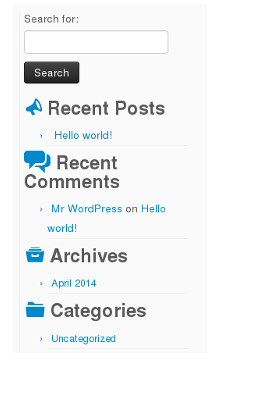 Search for:
Search
Recent Posts
Hello world!
Recent
Comments
Mr WordPress on Hello
world!
Archives
April 2014
Categories
Uncategorized